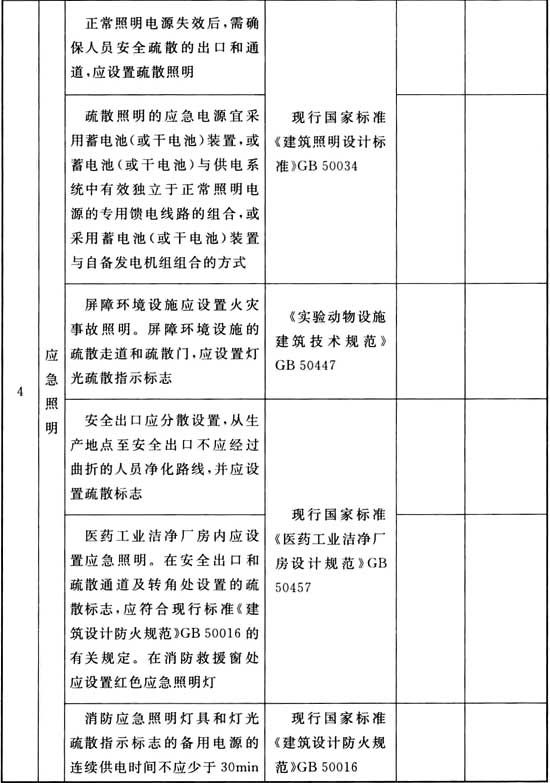 正常照明电源失效后,需确
保人员安全疏散的出口和通
道,应设置疏散照明
疏散照明的应急电源宜采
用蓄电池(或干电池)装置,或
蓄电池(或干电池)与供电系
统中有效独立于正常照明电
源的专用馈电线路的组合,或
采用蓄电池(或干电池)装置
与自备发电机组组合的方式
现行国家标准
《建筑照明设计标
准》GB 50034
4
应
急
照
明
屏障环境设施应设置火灾
事故照明。屏障环境设施的
疏散走道和疏散门,应设置灯
光疏散指示标志
《实验动物设施
建筑技术规范》
GB 50447
安全出口应分散设置,从生
产地点至安全出口不应经过
曲折的人员净化路线,并应设
置疏散标志
医药工业洁净厂房内应设
置应急照明。在安全出口和
疏散通道及转角处设置的疏
散标志,应符合现行标准《建
筑设计防火规范》GB 50016 的
有关规定。在消防救援窗处
应设置红色应急照明灯
现行国家标准
《医药工业洁净厂
房设计规范》GB
50457
消防应急照明灯具和灯光
疏散指示标志的备用电源的
连续供电时间不应少于 30min
现行国家标准
《建筑设计防火规
范》GB 50016